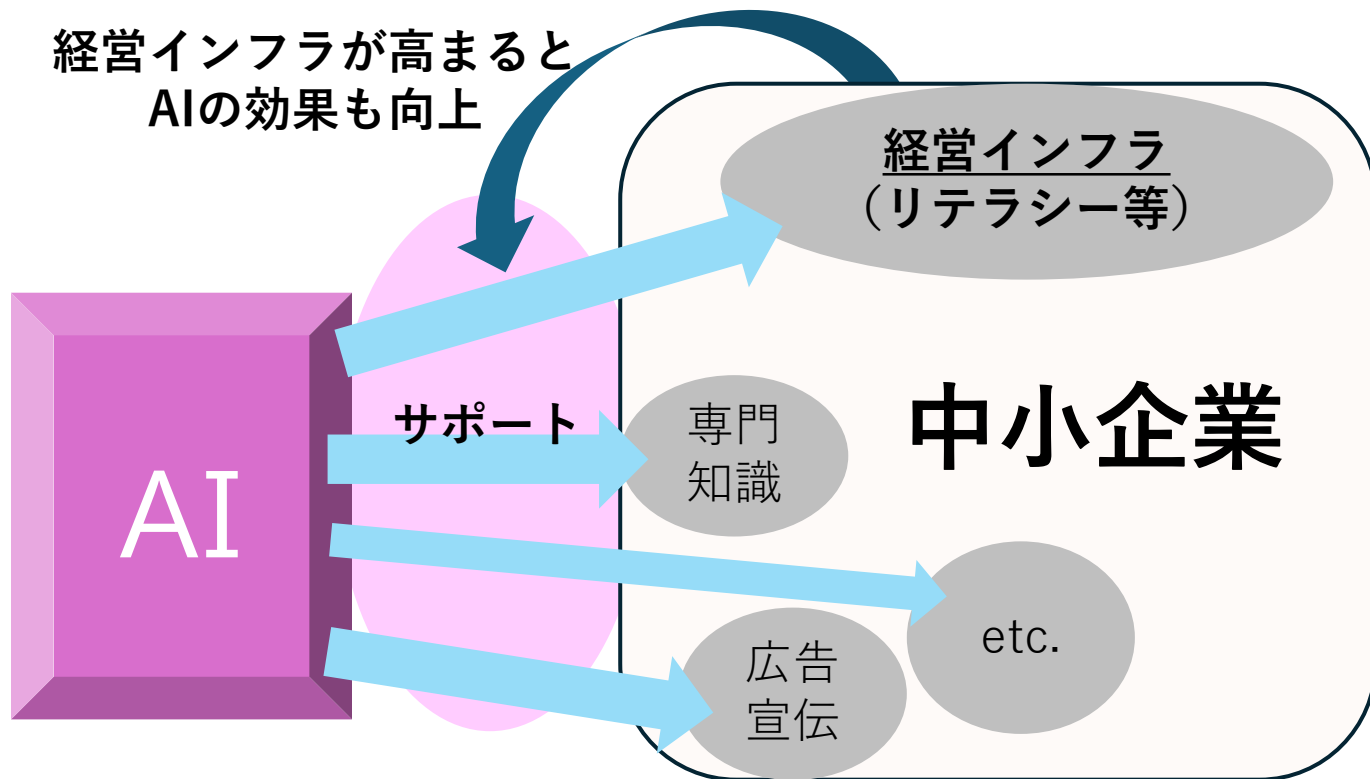 経営インフラが高まると
AIの効果も向上
経営インフラ
（リテラシー等）
サポート
専門
知識
中小企業
AI
etc.
広告
宣伝